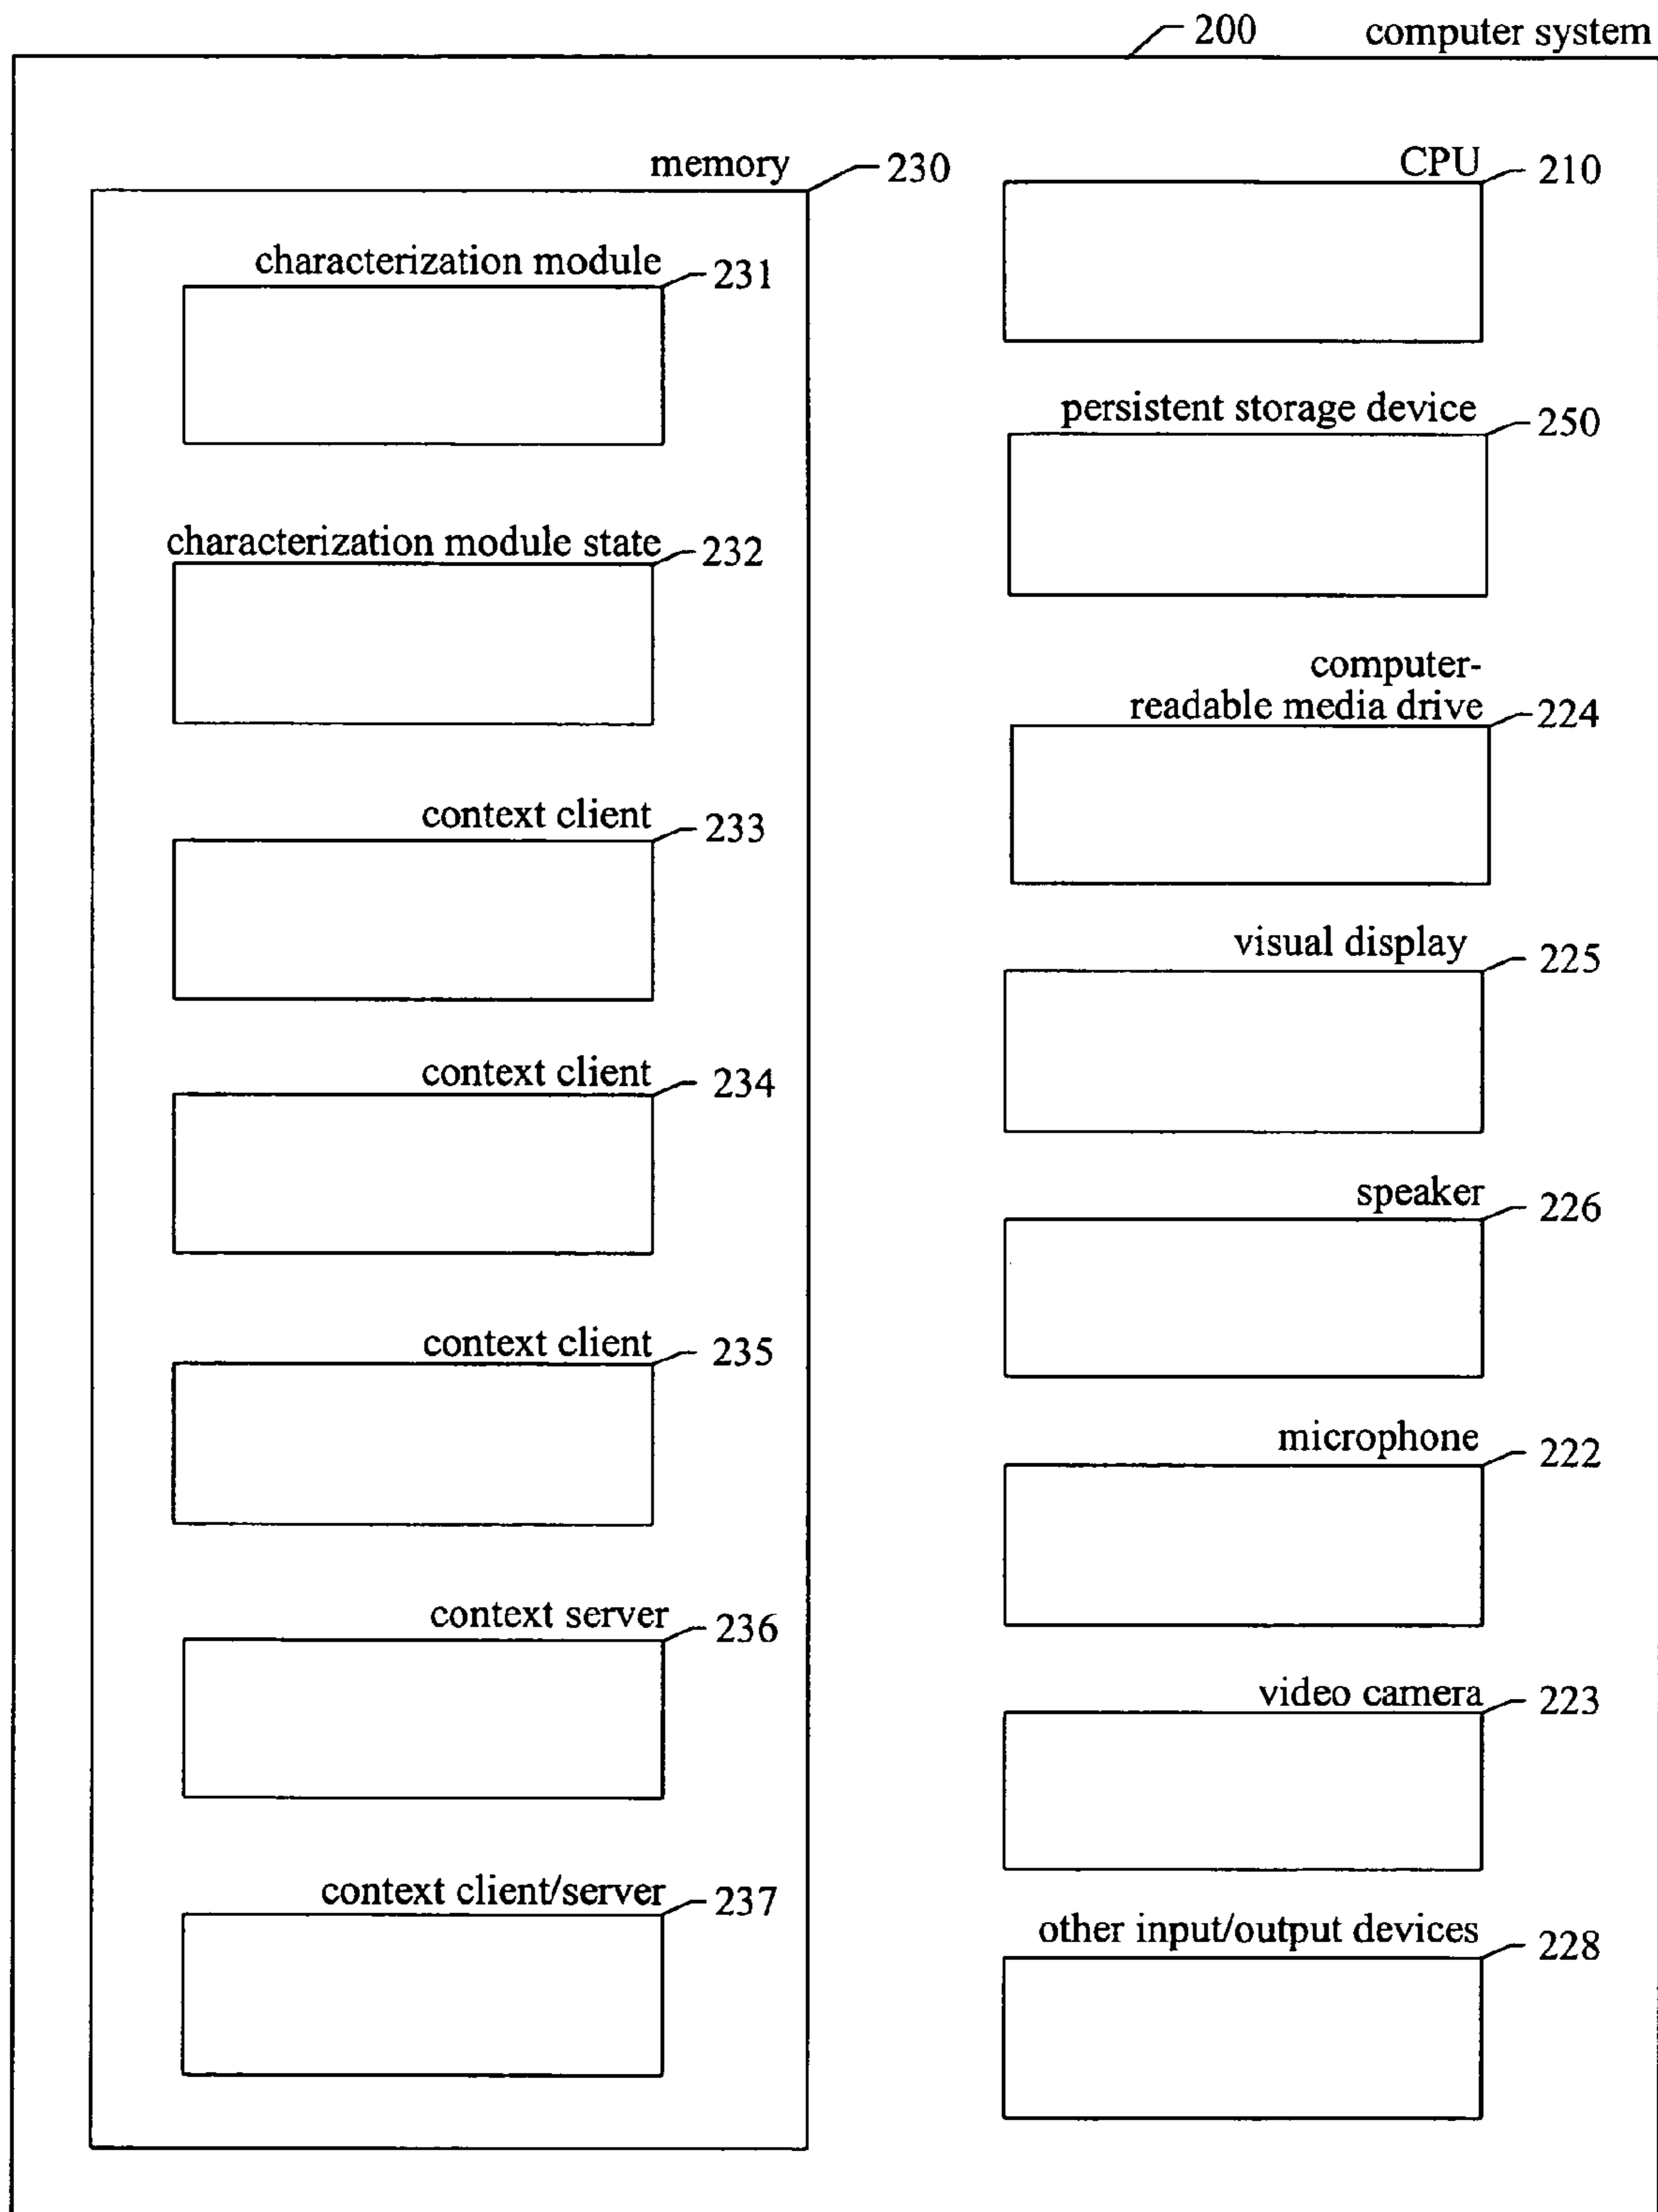 200 computer system
memory 230
characterization module 231
characterization module state 232
context client 233
context client 234
context client 235
context server 236
context client/server 237
CPU 210
persistent storage device 250
computer-
readable media drive 224
visual display 225
speaker 226
microphone 222
video camera 223
other input/output devices 228